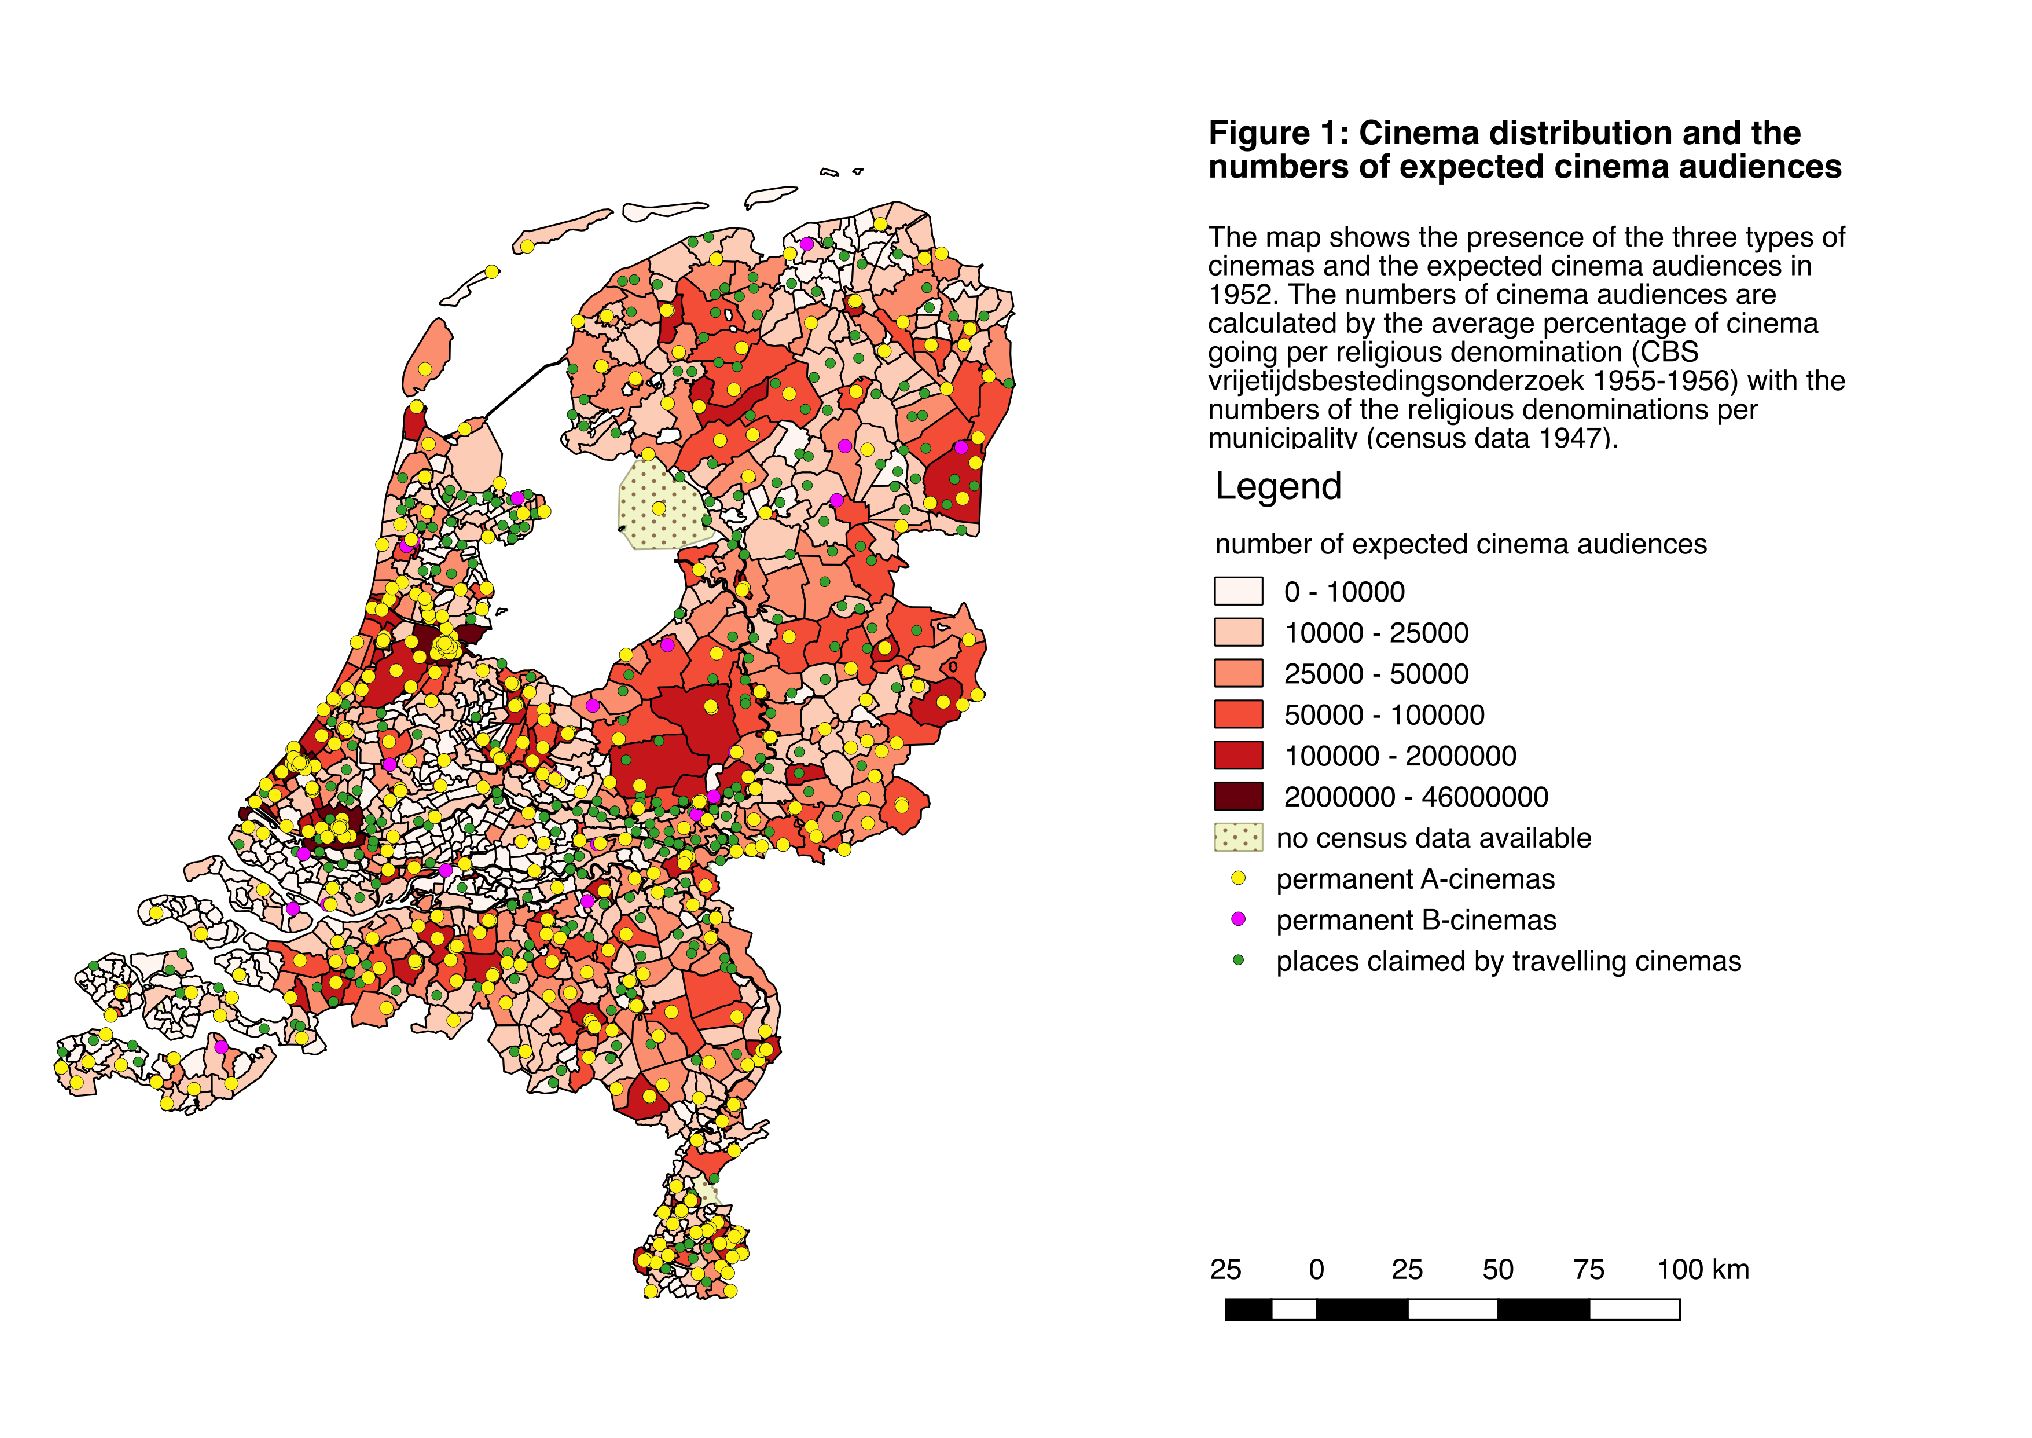 Figure 1: Cinema distribution and the
numbers of expected cinema audiences
The map shows the presence of the three types of
cinemas and the expected cinema audiences in
1952. The numbers of cinema audiences are
calculated by the average percentage of cinema
going per religious denomination (CBS
vrijetijdsbestedingsonderzoek 1955-1956) with the
numbers of the religious denominations per
municipality (census data 1947).
Legend
number of expected cinema audiences
0 - 10000
10000 - 25000
25000 - 50000
50000 - 100000
100000 - 2000000
2000000 - 46000000
no census data available
permanent A-cinemas
permanent B-cinemas
places claimed by travelling cinemas
25 0 25 50 75 100 km